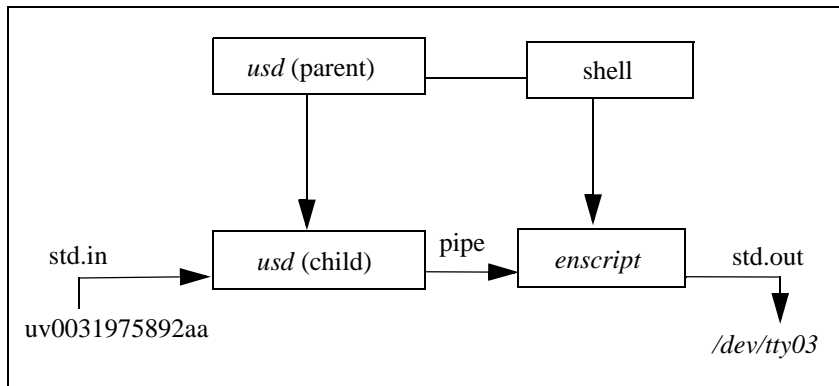 usd (parent)
shell
std.in
usd (child)
pipe
enscript
std.out
uv0031975892aa
/dev/tty03